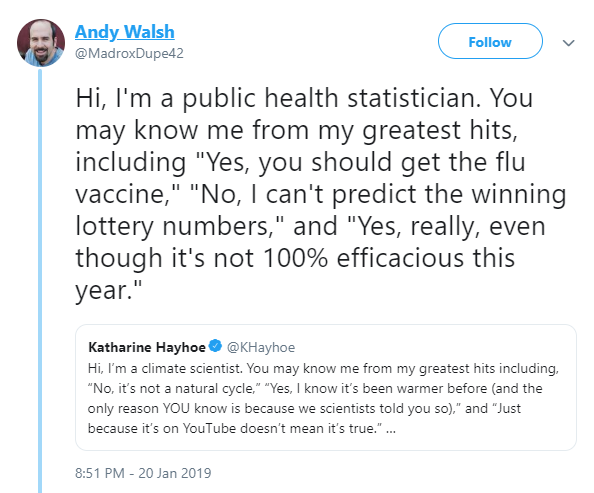 Andy Walsh
@MadroxDupe42
Follow
Hi, I'm a public health statistician. You
may know me from my greatest hits,
including "Yes, you should get the flu
vaccine," "No, I can't predict the winning
lottery numbers," and "Yes, really, even
though it's not 100% efficacious this
year."
Katharine Hayhoe @KHayhoe
Hi, I’m a climate scientist. You may know me from my greatest hits including,
“No, it’s not a natural cycle,” “Yes, I know it’s been warmer before (and the
only reason YOU know is because we scientists told you so),” and “Just
because it’s on YouTube doesn’t mean it’s true.” ...
8:51 PM - 20 Jan 2019